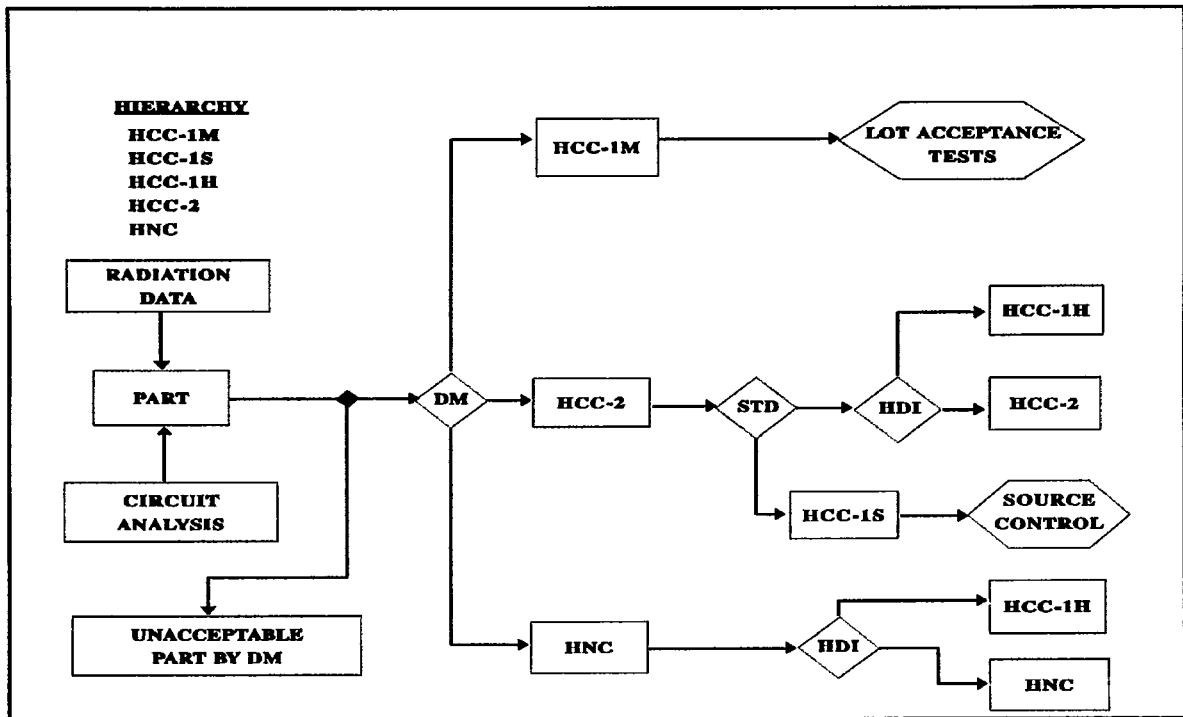 HIERARCHY
HCC-1M
HCC-1S
HCC-1H
HCC-2
HNC
RADIATION
DATA
PART
CIRCUIT
ANALYSIS
UNACCEPTABLE
PART BY DM
DM
HCC-1M
LOT ACCEPTANCE
TESTS
HCC-2
STD
HDI
HCC-1H
HCC-2
HCC-1S
SOURCE
CONTROL
HNC
HDI
HCC-1H
HNC